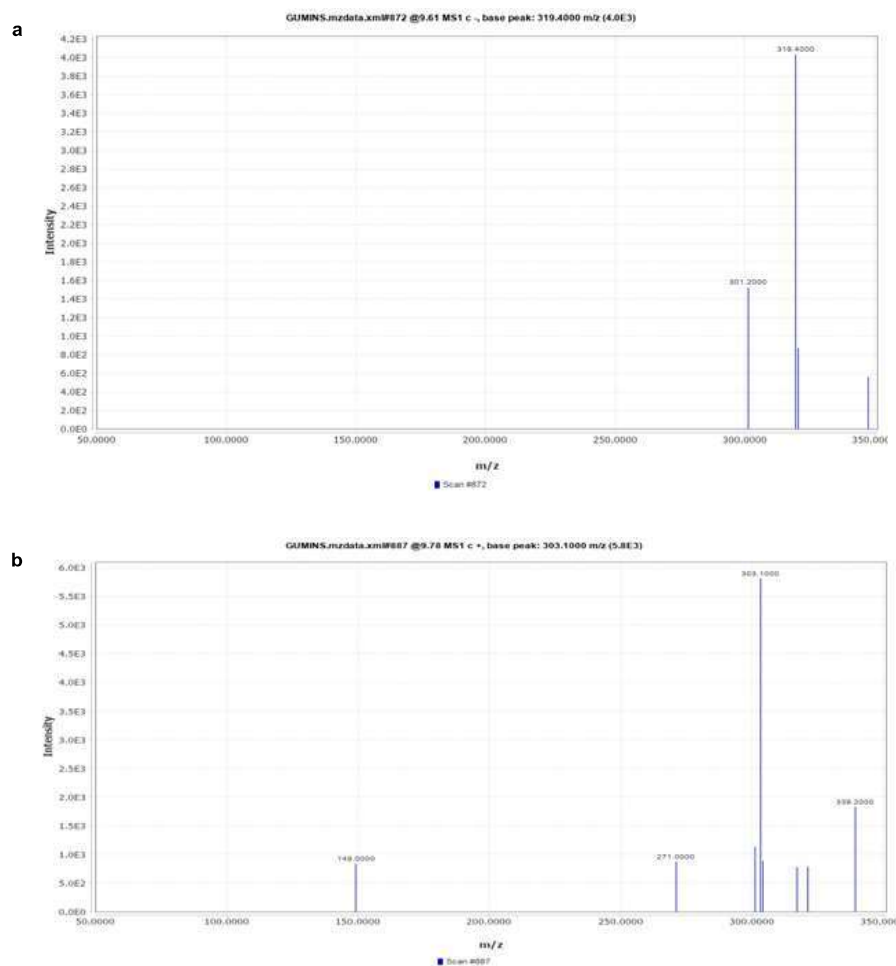 a
GUMINS.mzdata.xml#872 @9.61 MS1 c -, base peak: 319.4000 m/z (4.0E3)
4.2E3
4.0E3
3.8E3
3.6E3
3.4E3
3.2E3
3.0E3
2.8E3
2.6E3
2.4E3
2.2E3
2.0E3
1.8E3
1.6E3
1.4E3
1.2E3
1.0E3
8.0E2
6.0E2
4.0E2
2.0E2
0.0E0
Intensity
319.4000
301.2000
50.0000 100.0000 150.0000 200.0000 250.0000 300.0000 350.00
m/z
Scan #872
b
GUMINS.mzdata.xml#887 @9.78 MS1 c +, base peak: 303.1000 m/z (5.8E3)
6.0E3
5.5E3
5.0E3
4.5E3
4.0E3
3.5E3
3.0E3
2.5E3
2.0E3
1.5E3
1.0E3
5.0E2
0.0E0
Intensity
303.1000
339.2000
149.0000
271.0000
50.0000 100.0000 150.0000 200.0000 250.0000 300.0000 350.000
m/z
Scan #887